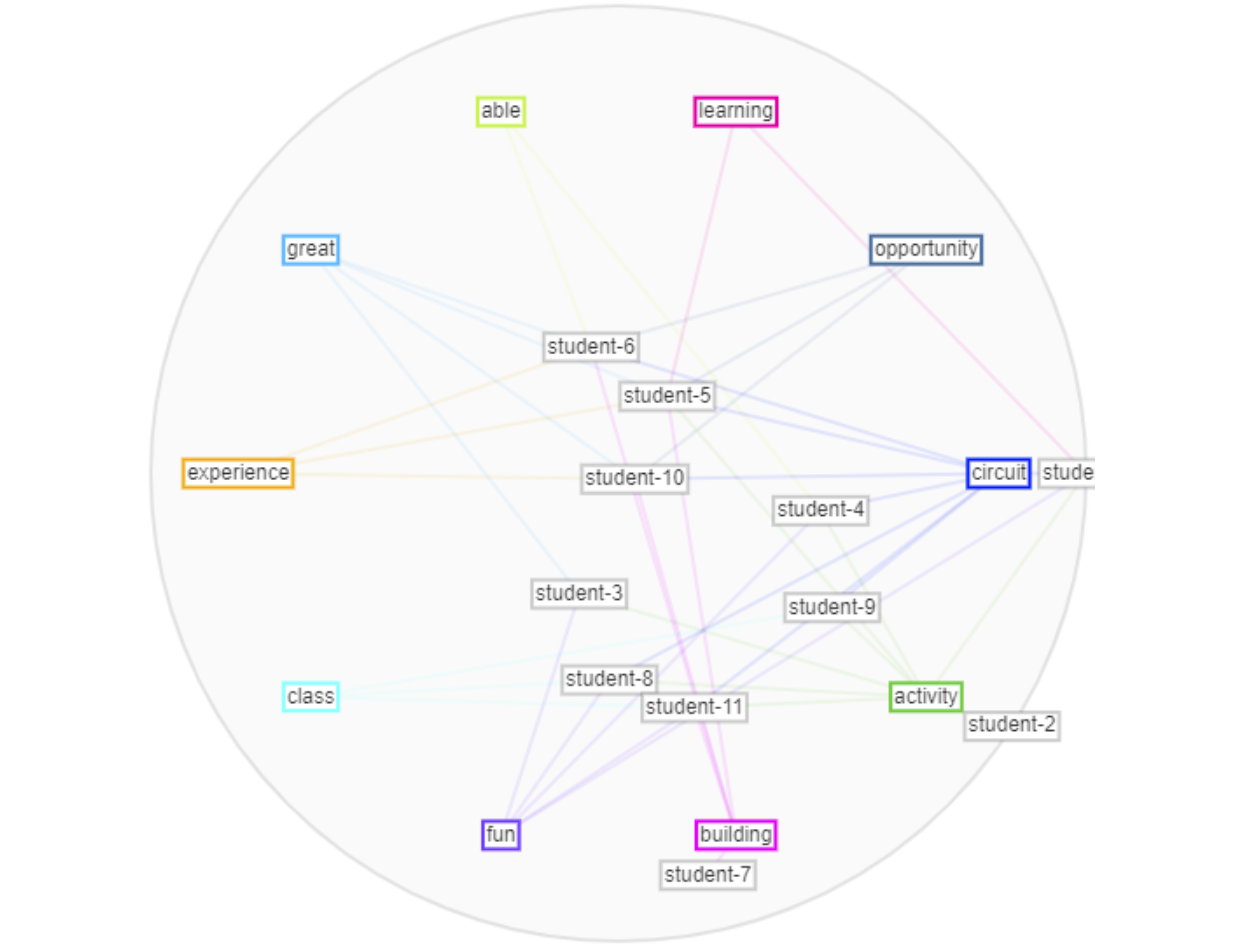 able
learning
great
opportunity
student-6
student-5
experience
student-10
circuit
stude
student-4
student-3
student-9
class
student-8
student-11
activity
student-2
fun
building
student-7